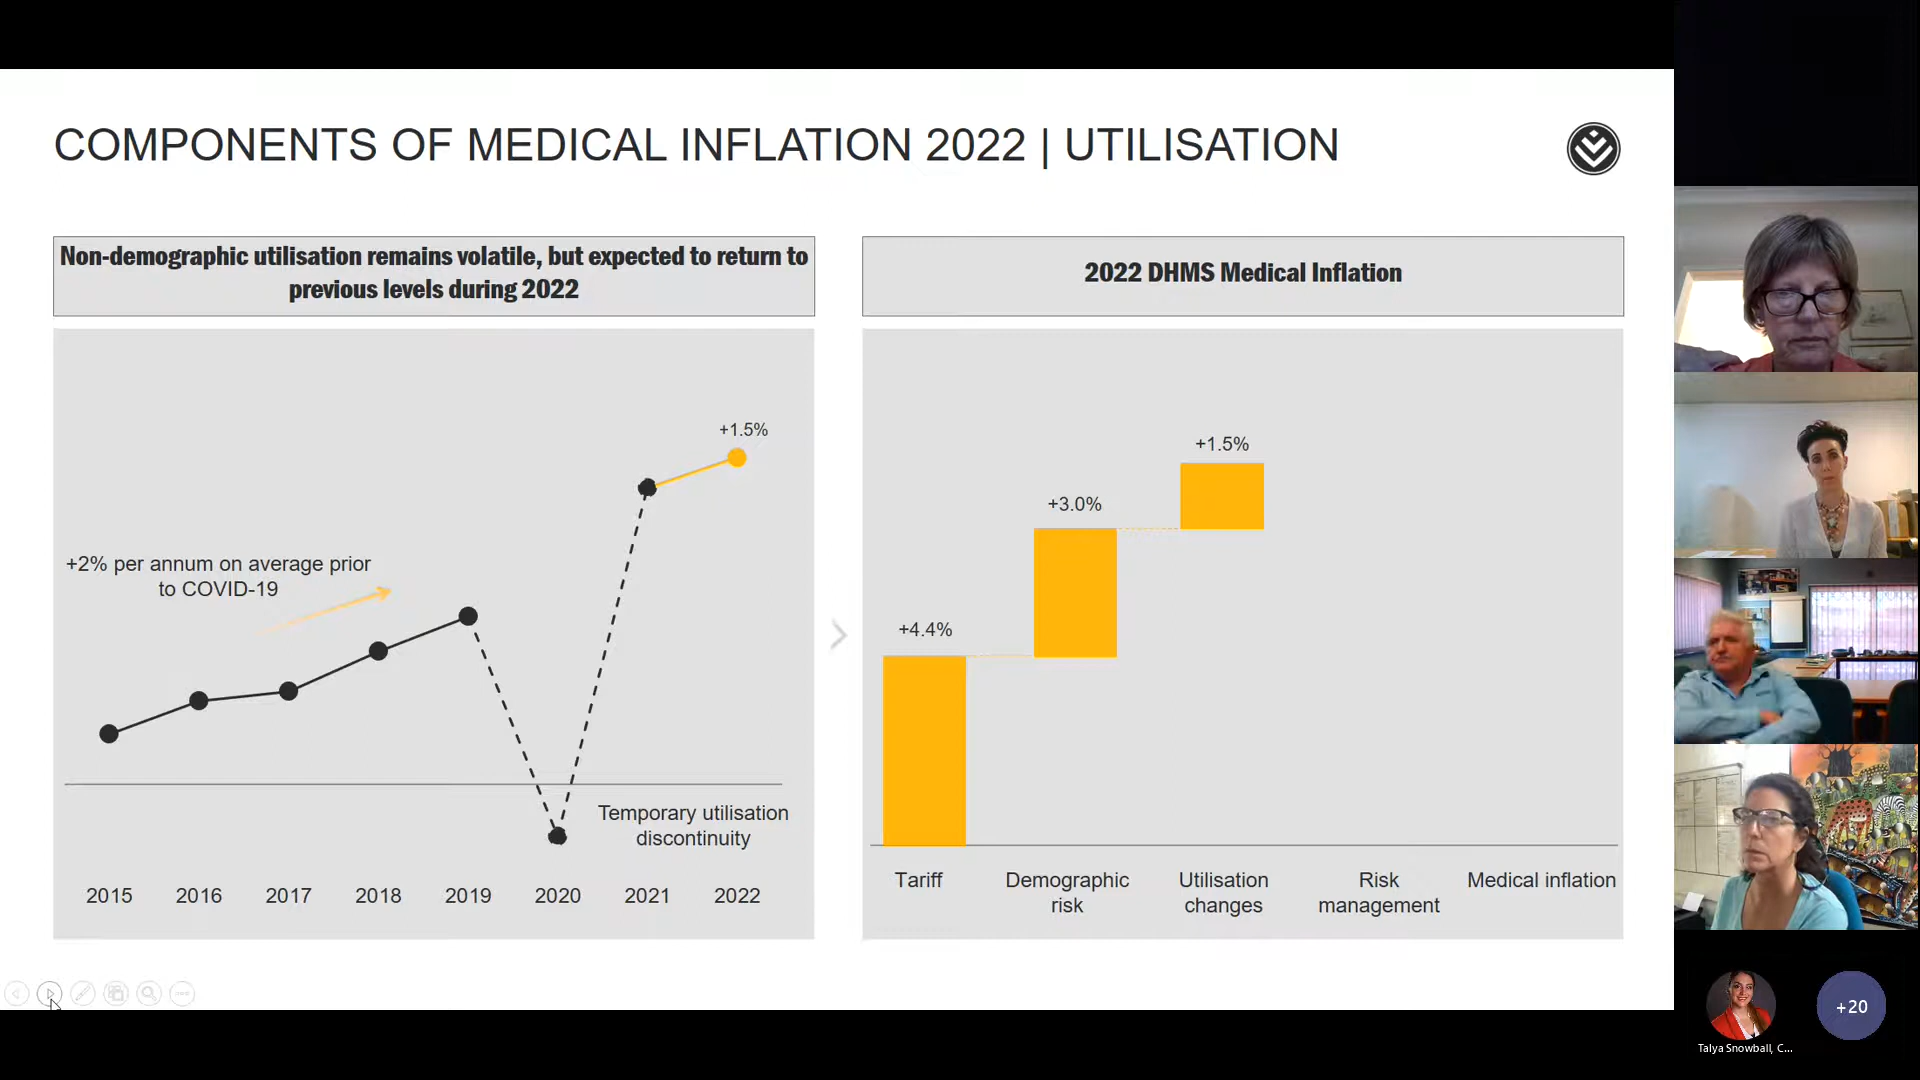 COMPONENTS OF MEDICAL INFLATION 2022 | UTILISATION
Non-demographic utilisation remains volatile, but expected to return to
previous levels during 2022
+1.5%
+2% per annum on average prior
to COVID-19
Temporary utilisation
discontinuity
2015 2016 2017 2018 2019 2020 2021 2022
2022 DHMS Medical Inflation
+1.5%
+3.0%
+4.4%
Tariff Demographic Utilisation Risk Medical inflation
risk changes management
+20
Talya Snowball, C...